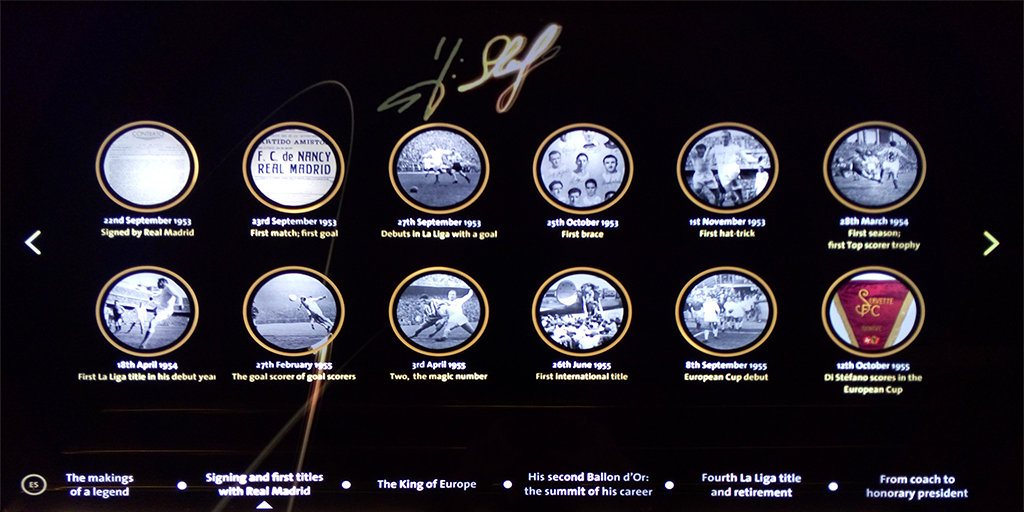 CONTRATO
PARTIDO AMISTOSO
F. C. de NANCY
REAL MADRID
SERVETTE
FC
22nd September 1953
Signed by Real Madrid
23rd September 1953
First match; first goal
27th September 1953
Debuts in La Liga with a goal
25th October 1953
First brace
1st November 1953
First hat-trick
28th March 1954
First season;
first Top scorer trophy
18th April 1954
First La Liga title in his debut year
27th February 1955
The goal scorer of goal scorers
3rd April 1955
Two, the magic number
26th June 1955
First international title
8th September 1955
European Cup debut
12th October 1955
Di Stéfano scores in the
European Cup
ES
The makings
of a legend
Signing and first titles
with Real Madrid
The King of Europe
His second Ballon d'Or:
the summit of his career
Fourth La Liga title
and retirement
From coach to
honorary president